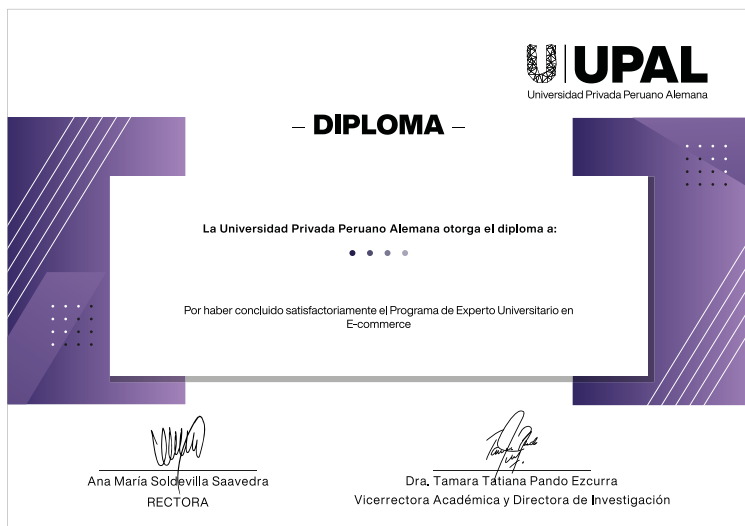 UPAL
Universidad Privada Peruano Alemana
– DIPLOMA –
La Universidad Privada Peruano Alemana otorga el diploma a:
Por haber concluido satisfactoriamente el Programa de Experto Universitario en
E-commerce
Ana María Soldevilla Saavedra
RECTORA
Dra. Tamara Tatiana Pando Ezcurra
Vicerrectora Académica y Directora de Investigación